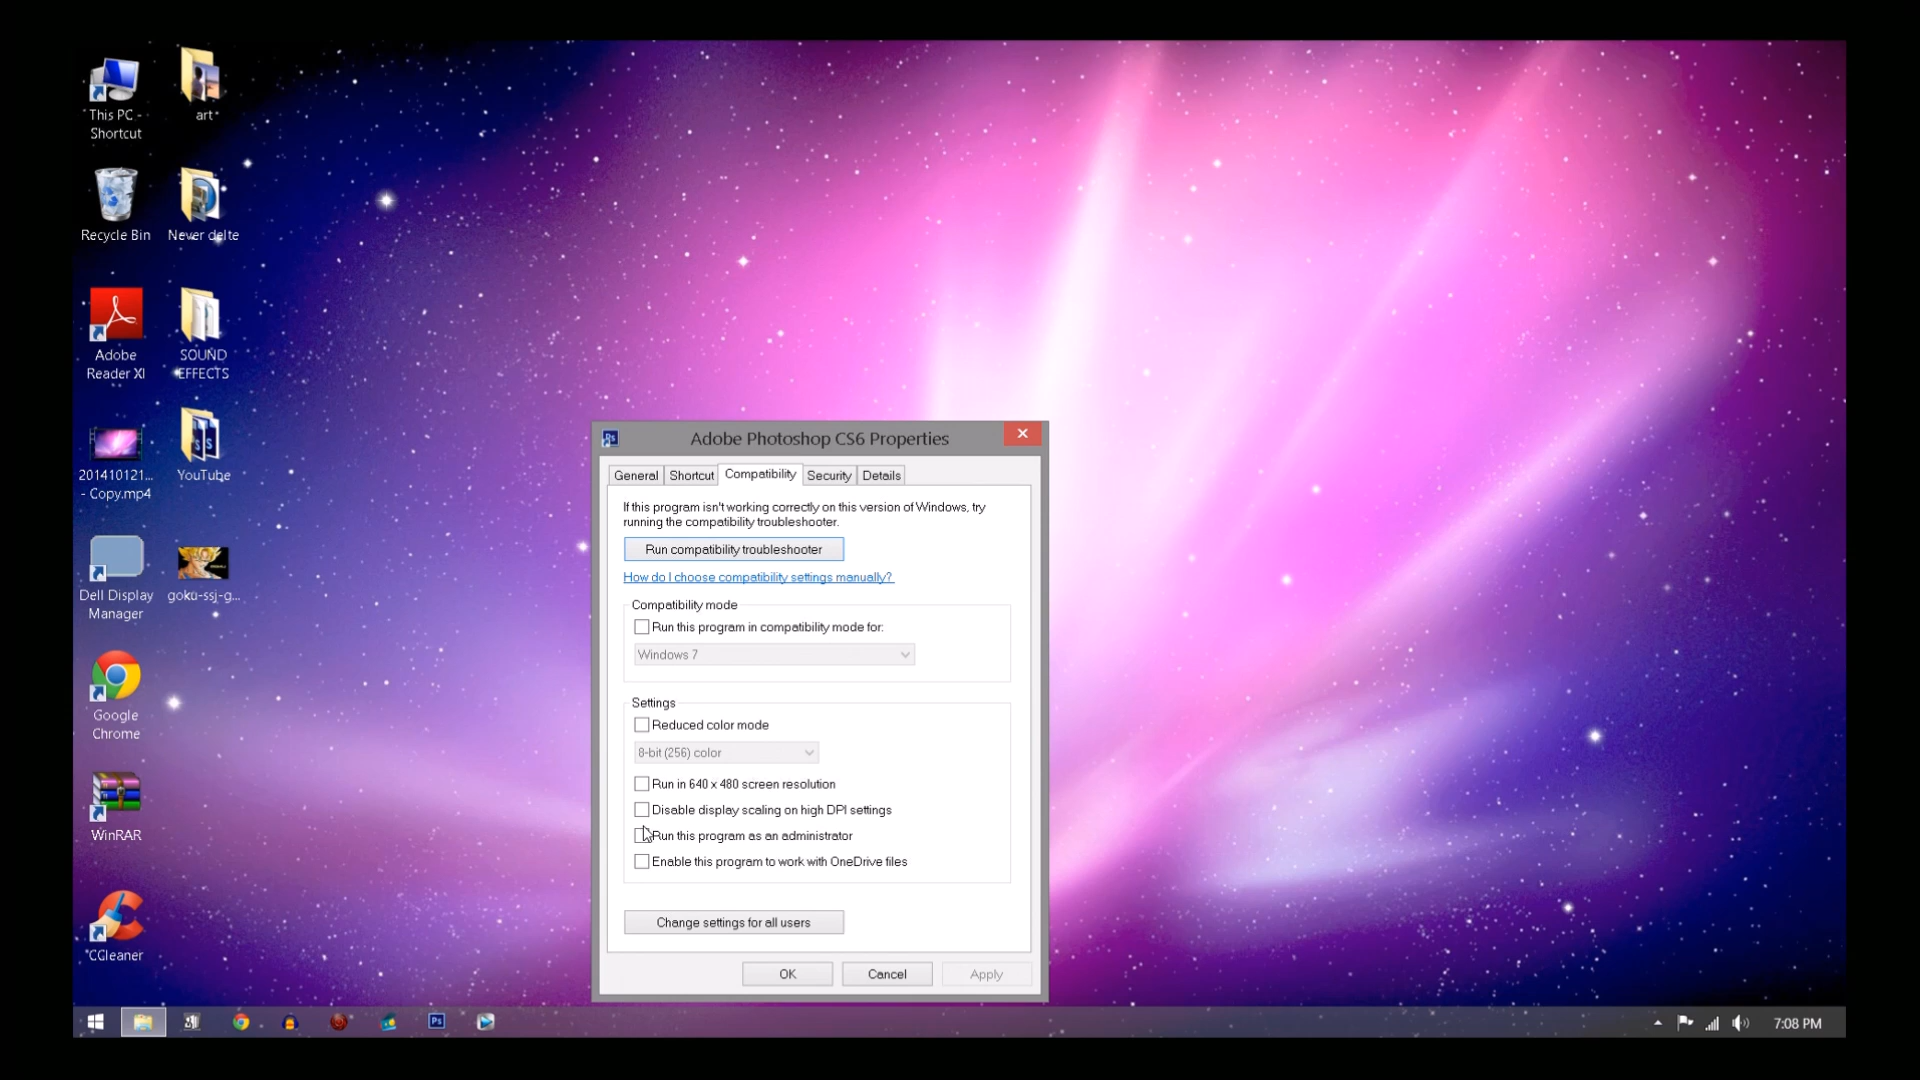 This PC -
Shortcut
art
Recycle Bin
Never delte
Adobe
Reader XI
SOUND
EFFECTS
201410121...
- Copy.mp4
YouTube
Dell Display
Manager
goku-ssj-g...
Google
Chrome
WinRAR
CCleaner
Adobe Photoshop CS6 Properties
General Shortcut Compatibility Security Details
If this program isn't working correctly on this version of Windows, try
running the compatibility troubleshooter.
Run compatibility troubleshooter
How do I choose compatibility settings manually?
Compatibility mode
Run this program in compatibility mode for:
Windows 7
Settings
Reduced color mode
8-bit (256) color
Run in 640 x 480 screen resolution
Disable display scaling on high DPI settings
Run this program as an administrator
Enable this program to work with OneDrive files
Change settings for all users
OK Cancel Apply
Ps
7:08 PM